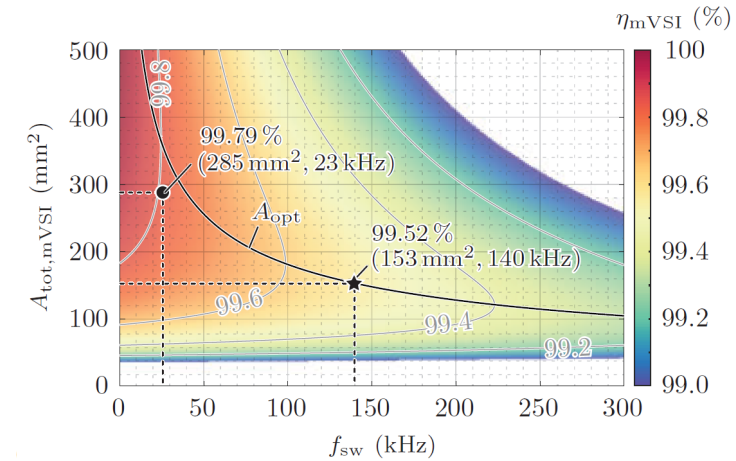 η_mVSI (%)
500
400
300
200
100
0
A_tot,mVSI (mm²)
99.8
99.79 %
(285 mm², 23 kHz)
A_opt
99.52 %
(153 mm², 140 kHz)
99.6
99.4
99.2
0 50 100 150 200 250 300
f_sw (kHz)
100
99.8
99.6
99.4
99.2
99.0